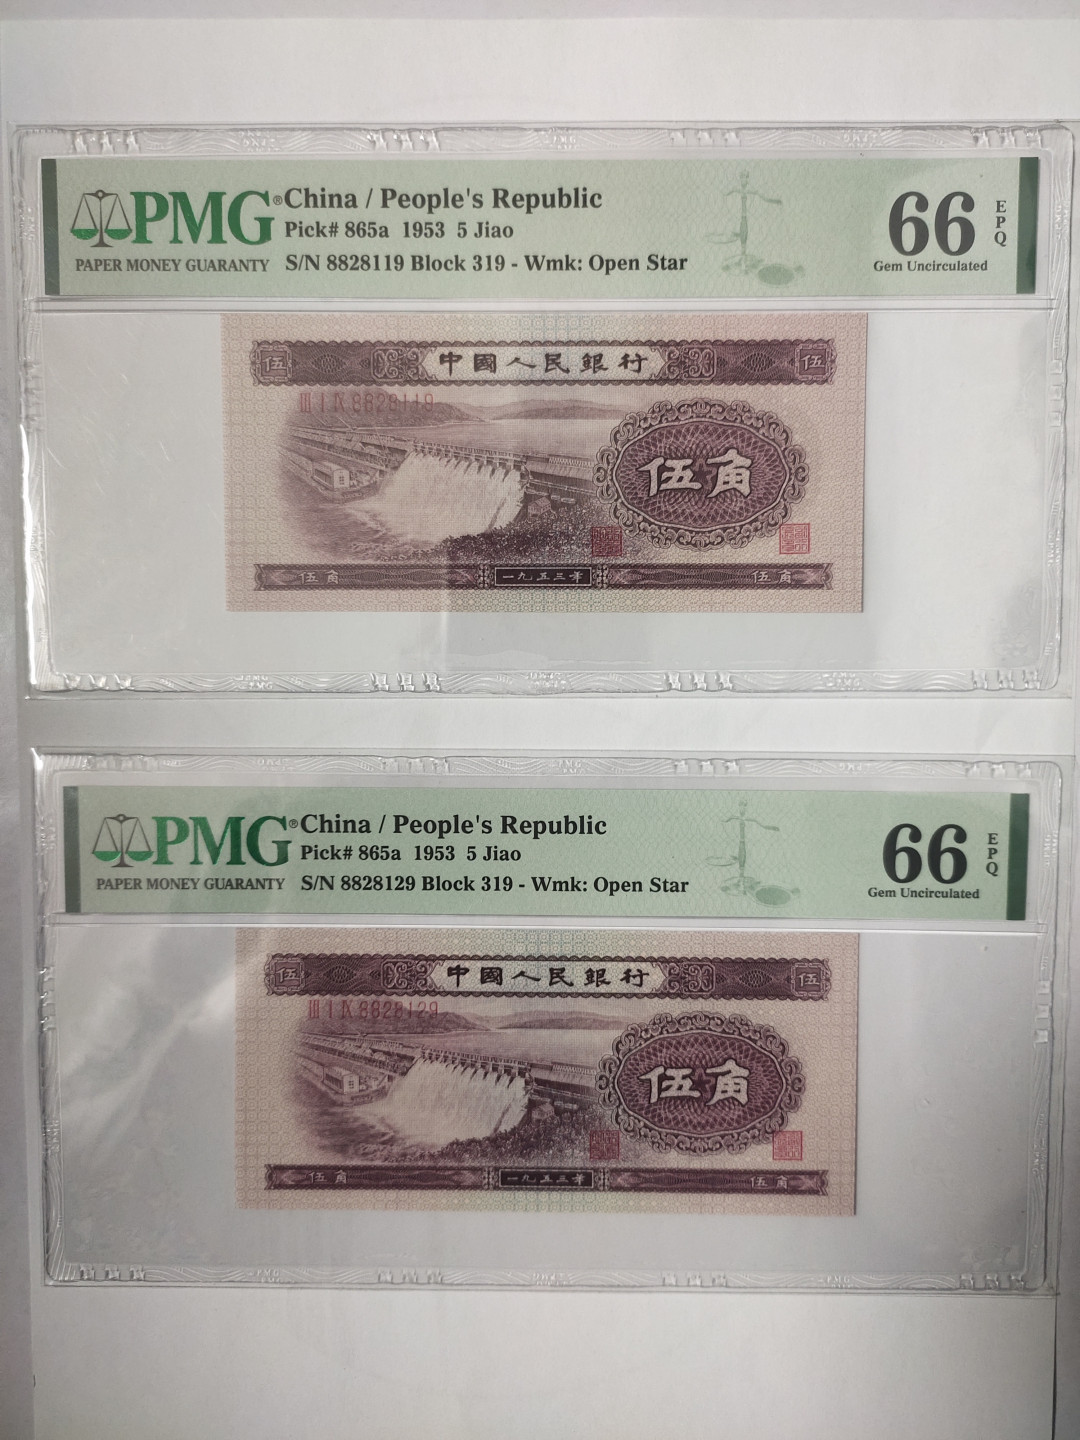 PMG® China / People's Republic
Pick# 865a 1953 5 Jiao
PAPER MONEY GUARANTY S/N 8828119 Block 319 - Wmk: Open Star
66 EPQ
Gem Uncirculated
伍 中國人民銀行 伍
III I IX 8828119
伍角
伍角 一九五三年 伍角
PMG® China / People's Republic
Pick# 865a 1953 5 Jiao
PAPER MONEY GUARANTY S/N 8828129 Block 319 - Wmk: Open Star
66 EPQ
Gem Uncirculated
伍 中國人民銀行 伍
III I IX 8828129
伍角
伍角 一九五三年 伍角